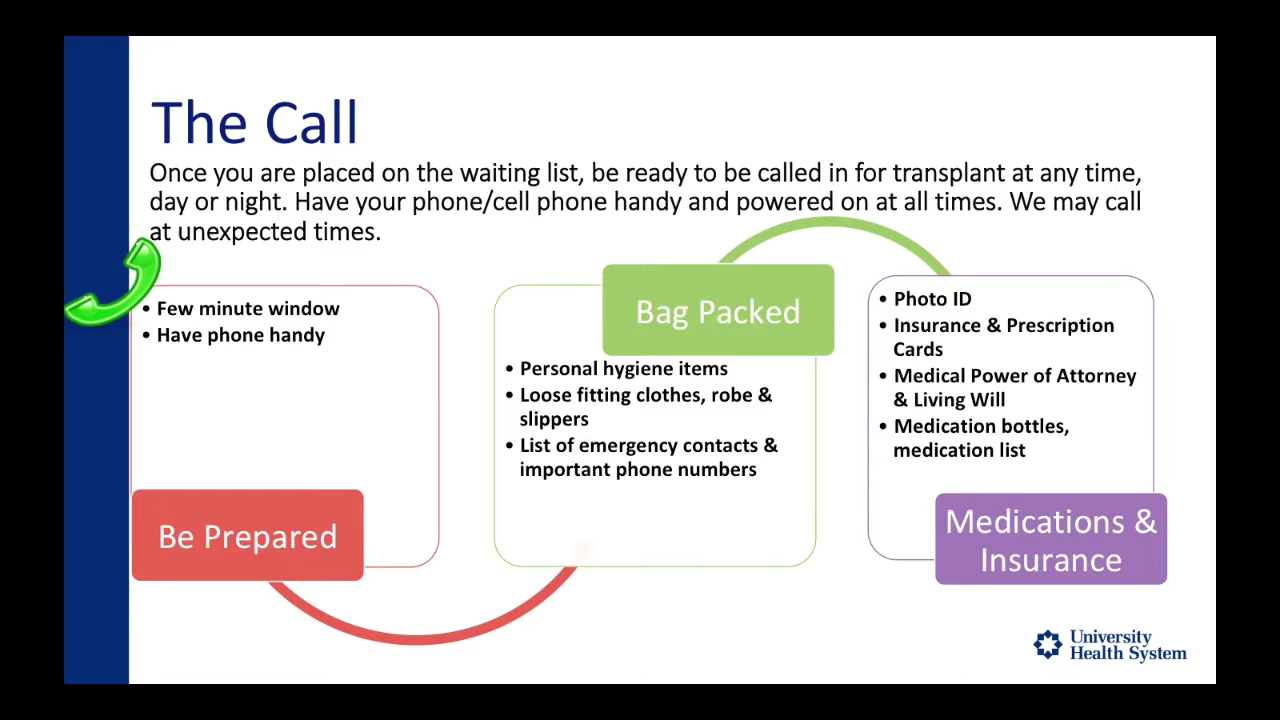 The Call
Once you are placed on the waiting list, be ready to be called in for transplant at any time,
day or night. Have your phone/cell phone handy and powered on at all times. We may call
at unexpected times.
• Few minute window
• Have phone handy
Be Prepared
Bag Packed
• Personal hygiene items
• Loose fitting clothes, robe &
slippers
• List of emergency contacts &
important phone numbers
• Photo ID
• Insurance & Prescription
Cards
• Medical Power of Attorney
& Living Will
• Medication bottles,
medication list
Medications &
Insurance
University
Health System